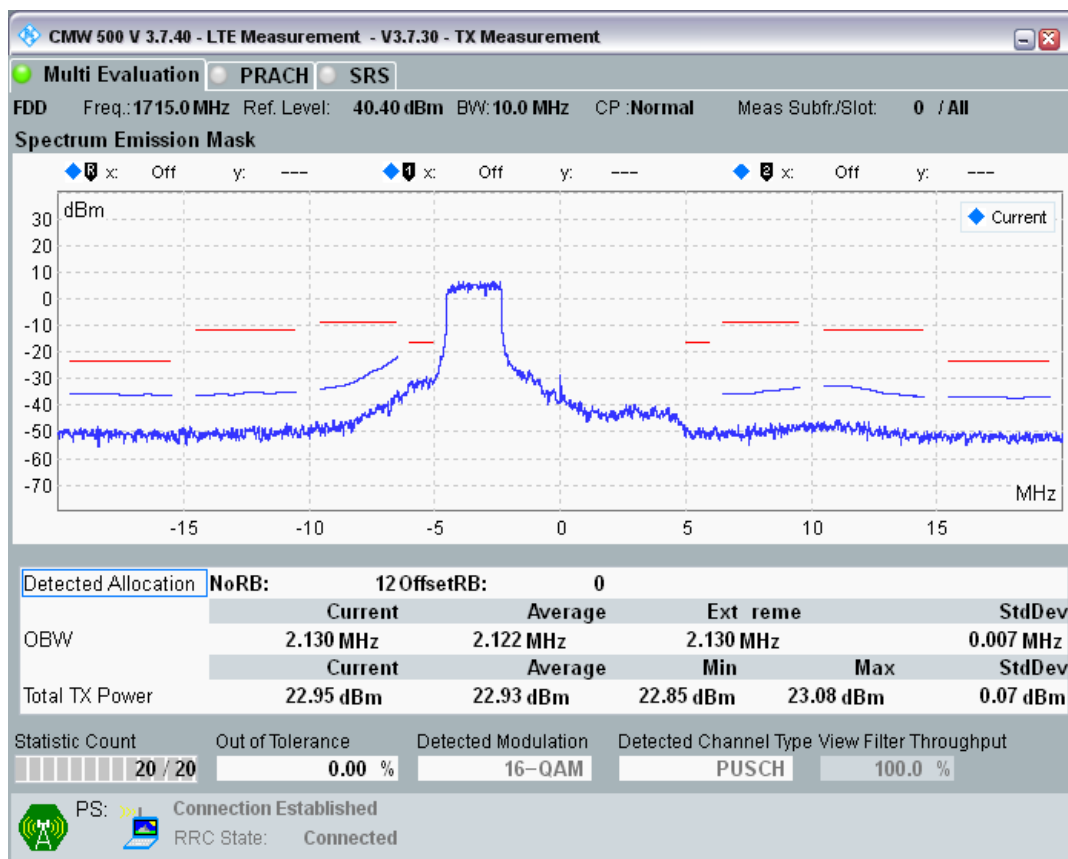 CMW 500 V 3.7.40 - LTE Measurement - V3.7.30 - TX Measurement
Multi Evaluation PRACH SRS
FDD Freq.: 1715.0 MHz Ref. Level: 40.40 dBm BW: 10.0 MHz CP :Normal Meas Subfr./Slot: 0 / All
Spectrum Emission Mask
R x: Off y: --- 1 x: Off y: --- 2 x: Off y: ---
dBm
Current
30
20
10
0
-10
-20
-30
-40
-50
-60
-70
MHz
-15 -10 -5 0 5 10 15
Detected Allocation NoRB: 12 OffsetRB: 0
Current Average Ext reme StdDev
OBW 2.130 MHz 2.122 MHz 2.130 MHz 0.007 MHz
Current Average Min Max StdDev
Total TX Power 22.95 dBm 22.93 dBm 22.85 dBm 23.08 dBm 0.07 dBm
Statistic Count Out of Tolerance Detected Modulation Detected Channel Type View Filter Throughput
20 / 20 0.00 % 16-QAM PUSCH 100.0 %
PS: Connection Established
RRC State: Connected